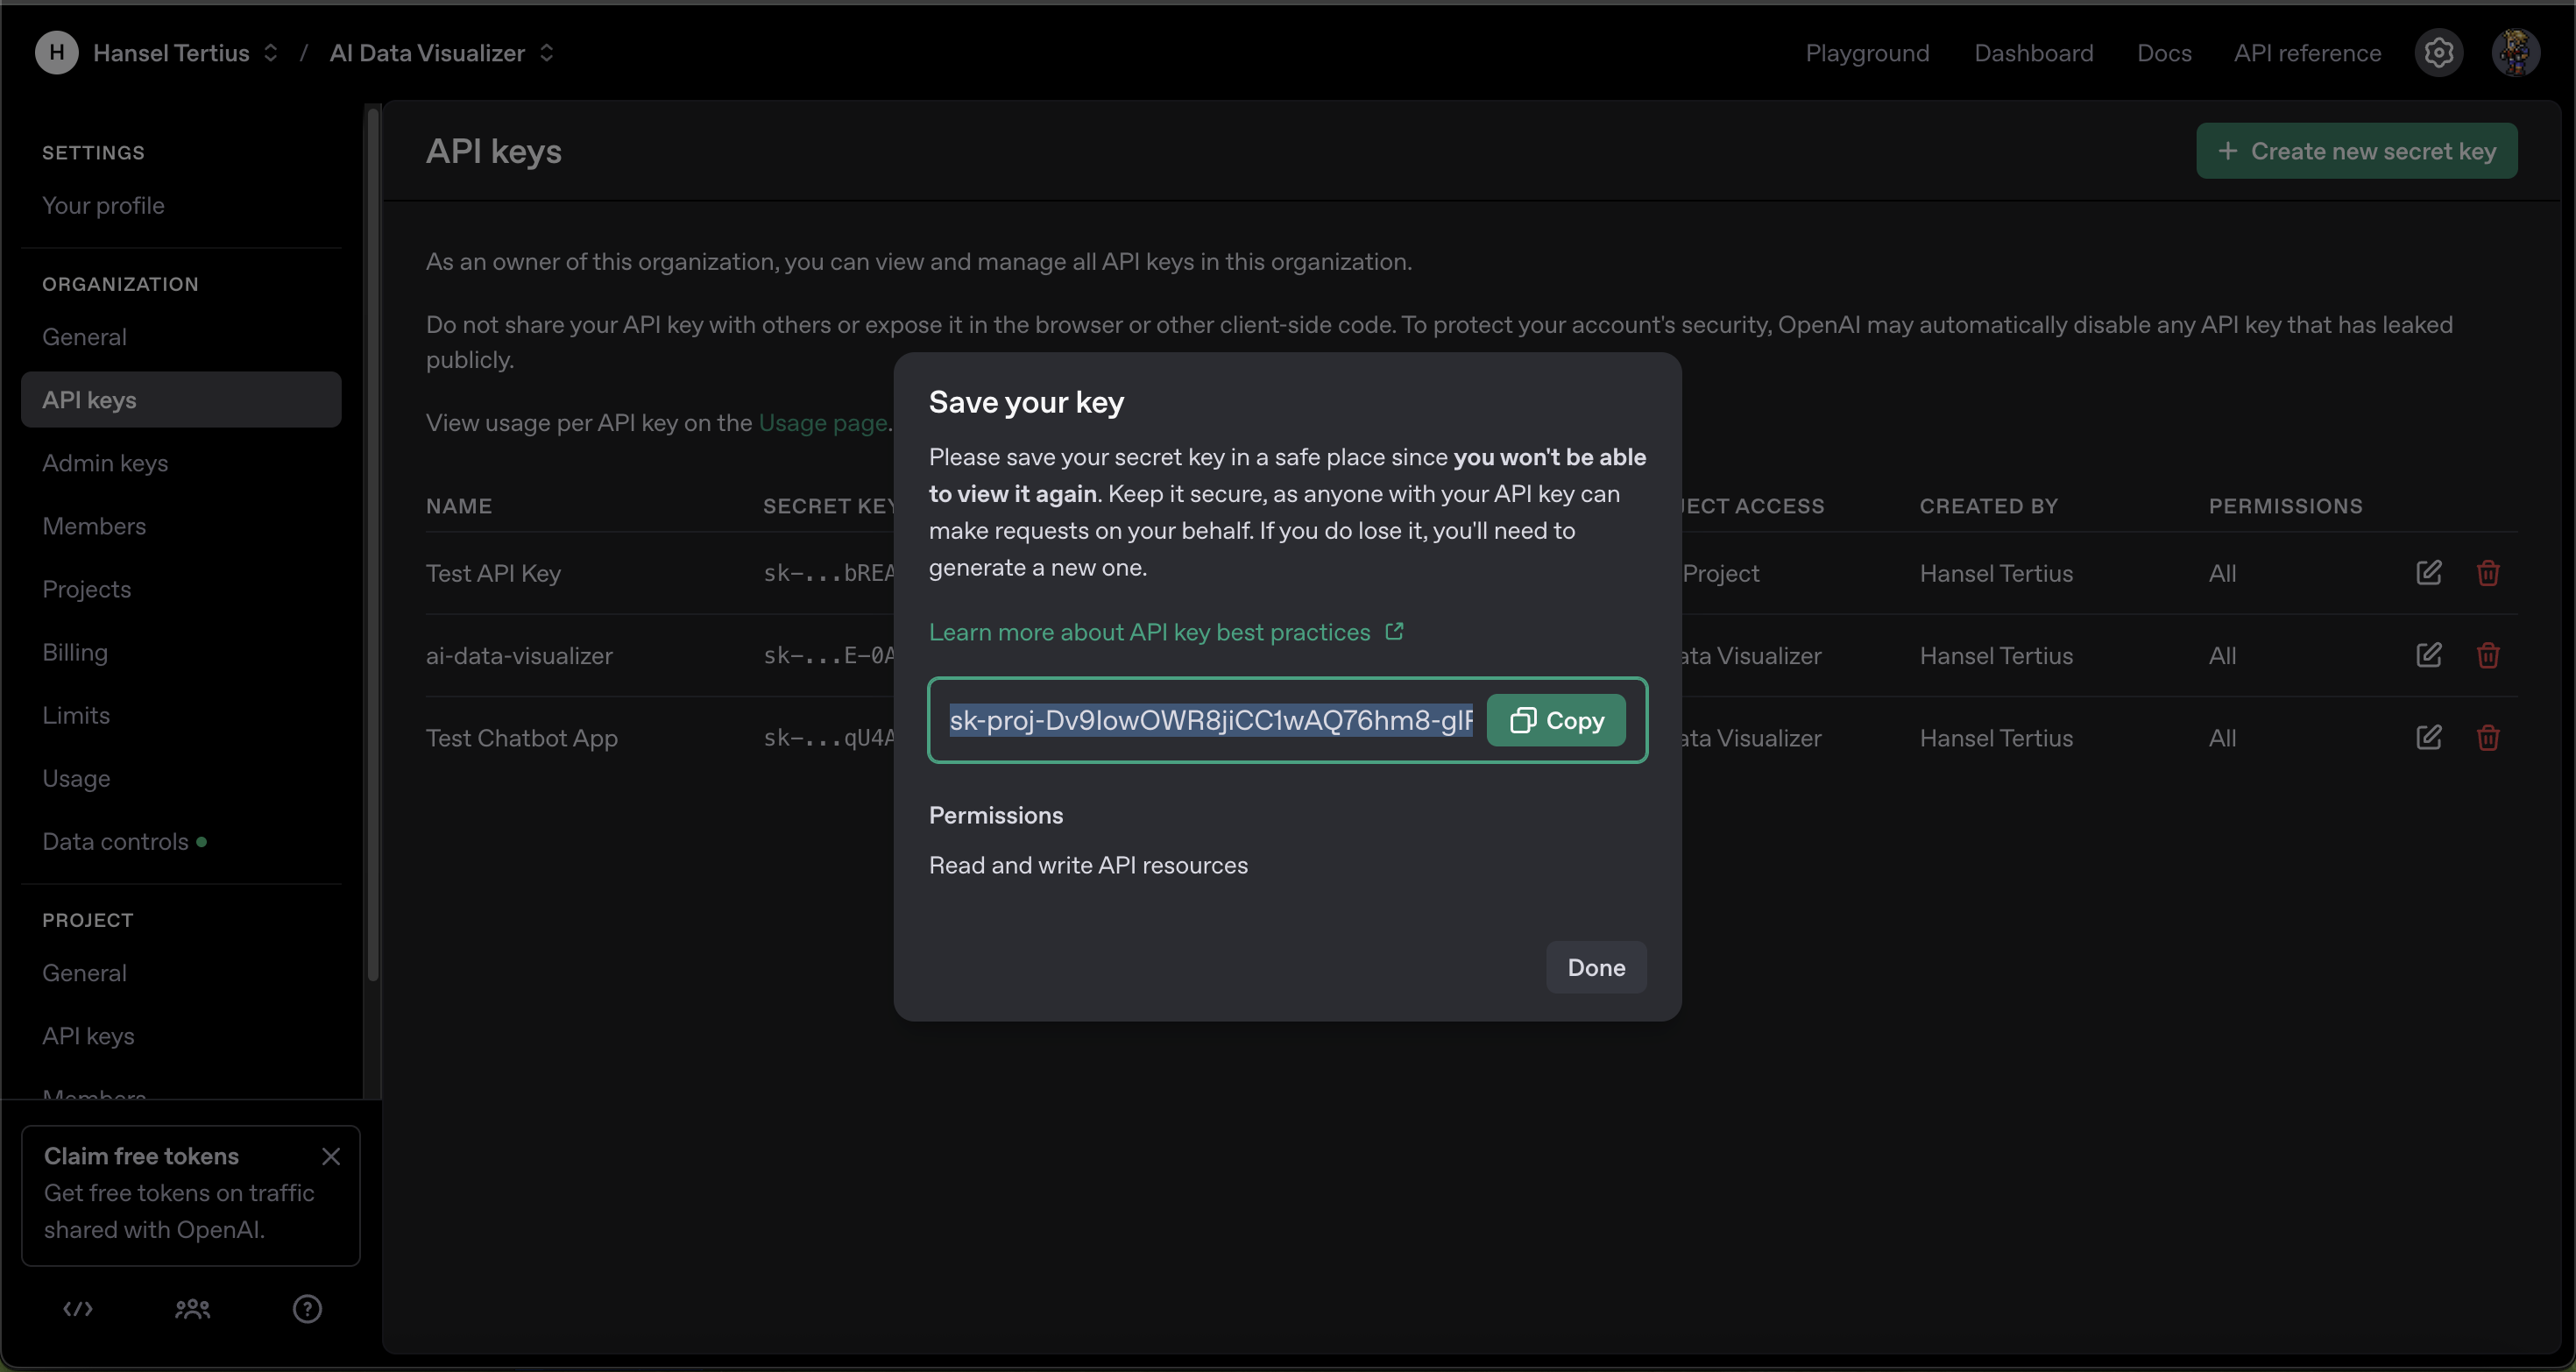 H Hansel Tertius / AI Data Visualizer
Playground Dashboard Docs API reference
SETTINGS
Your profile
ORGANIZATION
General
API keys
Admin keys
Members
Projects
Billing
Limits
Usage
Data controls
PROJECT
General
API keys
Members
Claim free tokens
Get free tokens on traffic
shared with OpenAI.
API keys
+ Create new secret key
As an owner of this organization, you can view and manage all API keys in this organization.
Do not share your API key with others or expose it in the browser or other client-side code. To protect your account's security, OpenAI may automatically disable any API key that has leaked
publicly.
View usage per API key on the Usage page.
NAME SECRET KEY JECT ACCESS CREATED BY PERMISSIONS
Test API Key sk-...bREA Project Hansel Tertius All
ai-data-visualizer sk-...E-0A ata Visualizer Hansel Tertius All
Test Chatbot App sk-...qU4A ata Visualizer Hansel Tertius All
Save your key
Please save your secret key in a safe place since you won't be able
to view it again. Keep it secure, as anyone with your API key can
make requests on your behalf. If you do lose it, you'll need to
generate a new one.
Learn more about API key best practices
Copy
Permissions
Read and write API resources
Done